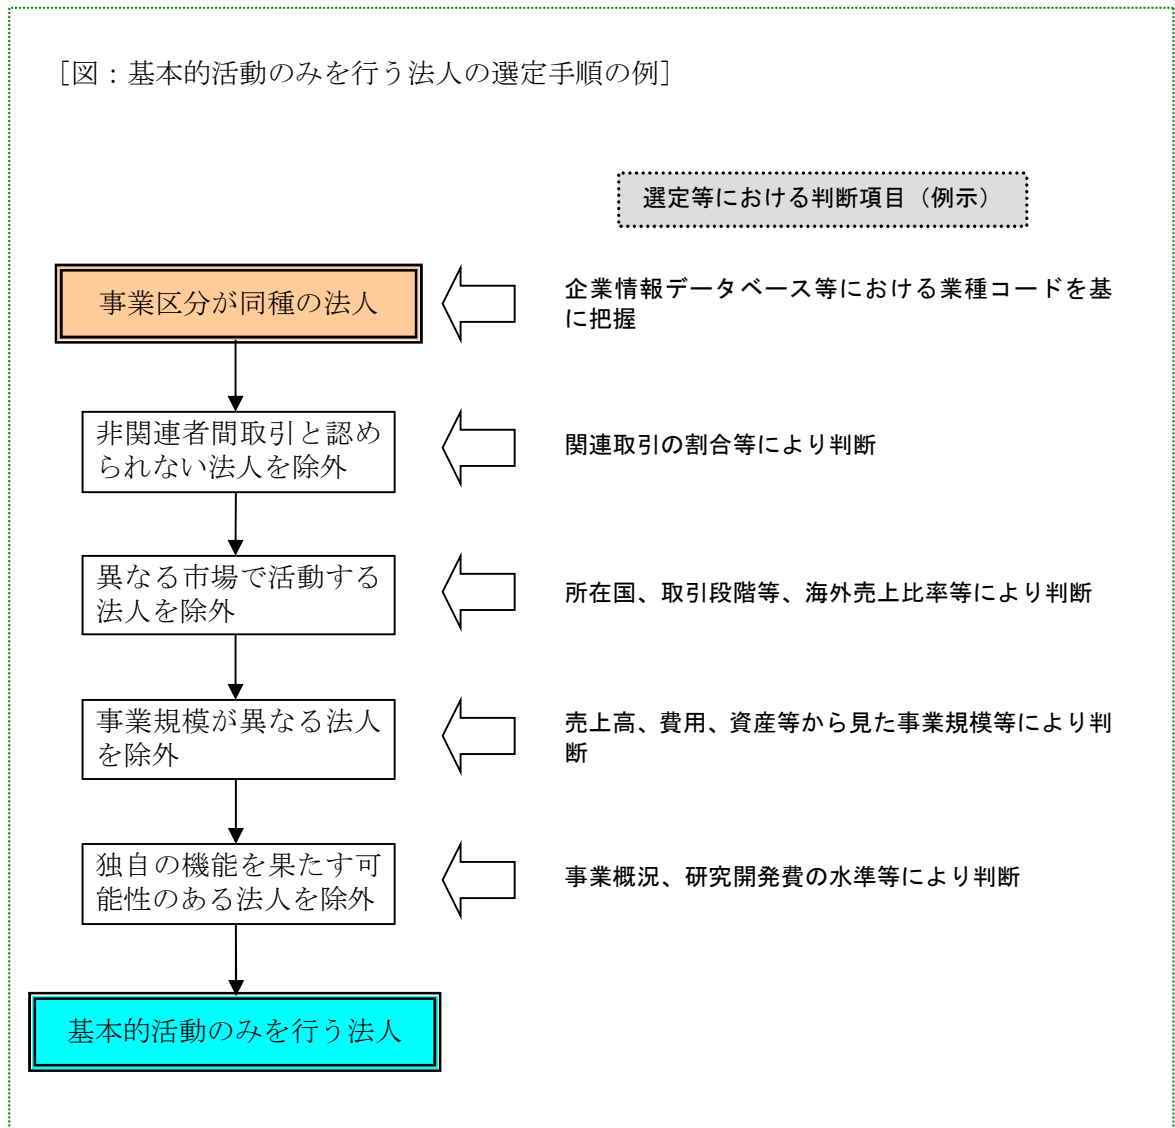 ［図：基本的活動のみを行う法人の選定手順の例］
選定等における判断項目（例示）
事業区分が同種の法人
企業情報データベース等における業種コードを基
に把握
非関連者間取引と認め
られない法人を除外
関連取引の割合等により判断
異なる市場で活動する
法人を除外
所在国、取引段階等、海外売上比率等により判断
事業規模が異なる法人
を除外
売上高、費用、資産等から見た事業規模等により判
断
独自の機能を果たす可
能性のある法人を除外
事業概況、研究開発費の水準等により判断
基本的活動のみを行う法人